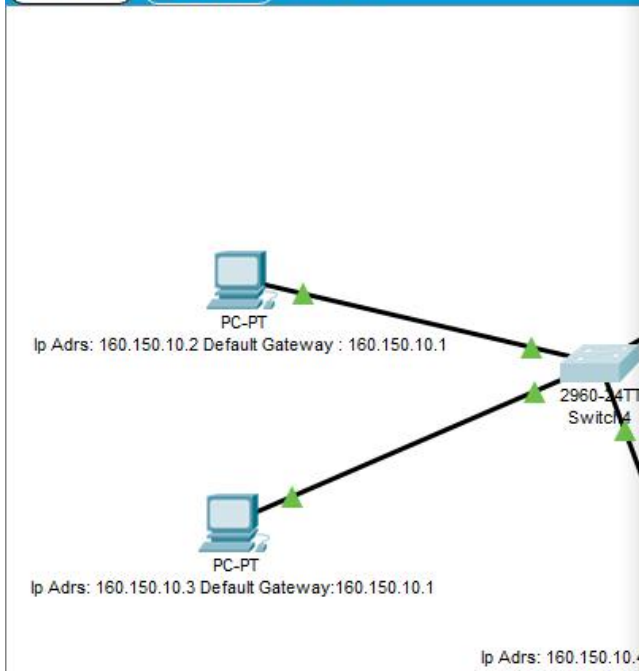 PC-PT
Ip Adrs: 160.150.10.2 Default Gateway : 160.150.10.1
2960-24TT
Switch4
PC-PT
Ip Adrs: 160.150.10.3 Default Gateway:160.150.10.1
Ip Adrs: 160.150.10.4